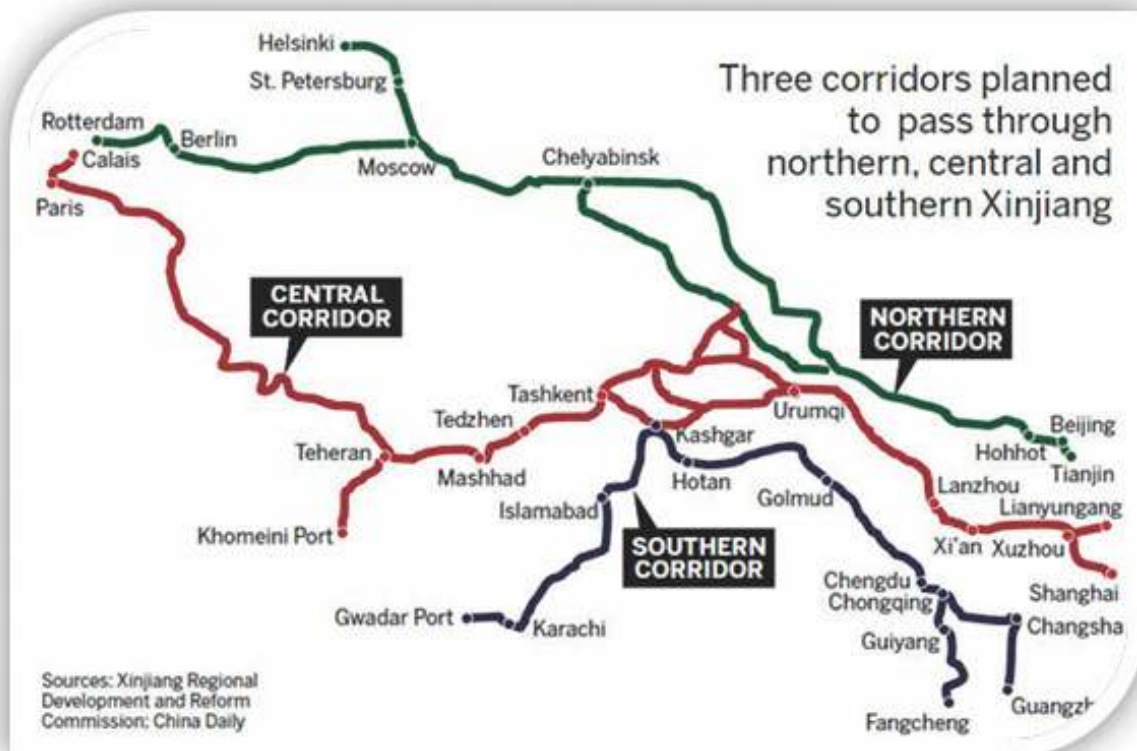 Three corridors planned
to pass through
northern, central and
southern Xinjiang
Helsinki
St. Petersburg
Rotterdam
Calais
Berlin
Moscow
Chelyabinsk
Paris
CENTRAL
CORRIDOR
NORTHERN
CORRIDOR
Tashkent
Urumqi
Tedzhen
Kashgar
Beijing
Hohhot
Tianjin
Teheran
Mashhad
Hotan
Golmud
Lanzhou
Islamabad
Lianyungang
Khomeini Port
SOUTHERN
CORRIDOR
Xi'an
Xuzhou
Shanghai
Chengdu
Chongqing
Gwadar Port
Karachi
Changsha
Guiyang
Fangcheng
Sources: Xinjiang Regional
Development and Reform
Commission; China Daily